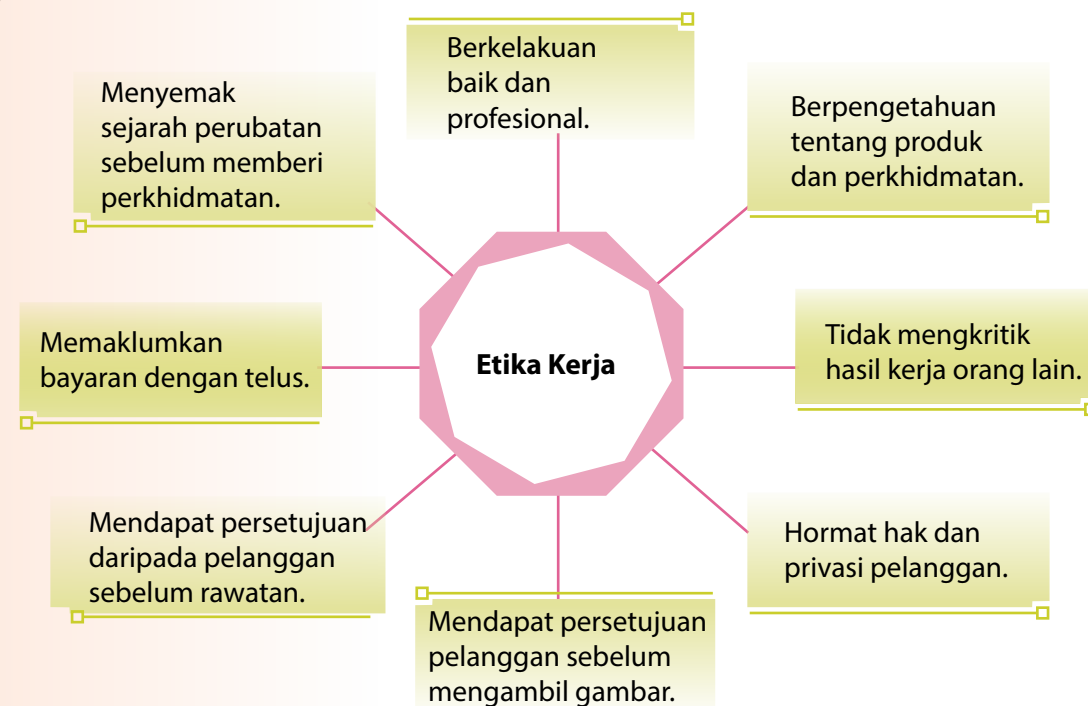 Berkelakuan
baik dan
profesional.
Berpengetahuan
tentang produk
dan perkhidmatan.
Tidak mengkritik
hasil kerja orang lain.
Hormat hak dan
privasi pelanggan.
Mendapat persetujuan
pelanggan sebelum
mengambil gambar.
Mendapat persetujuan
daripada pelanggan
sebelum rawatan.
Memaklumkan
bayaran dengan telus.
Menyemak
sejarah perubatan
sebelum memberi
perkhidmatan.
Etika Kerja